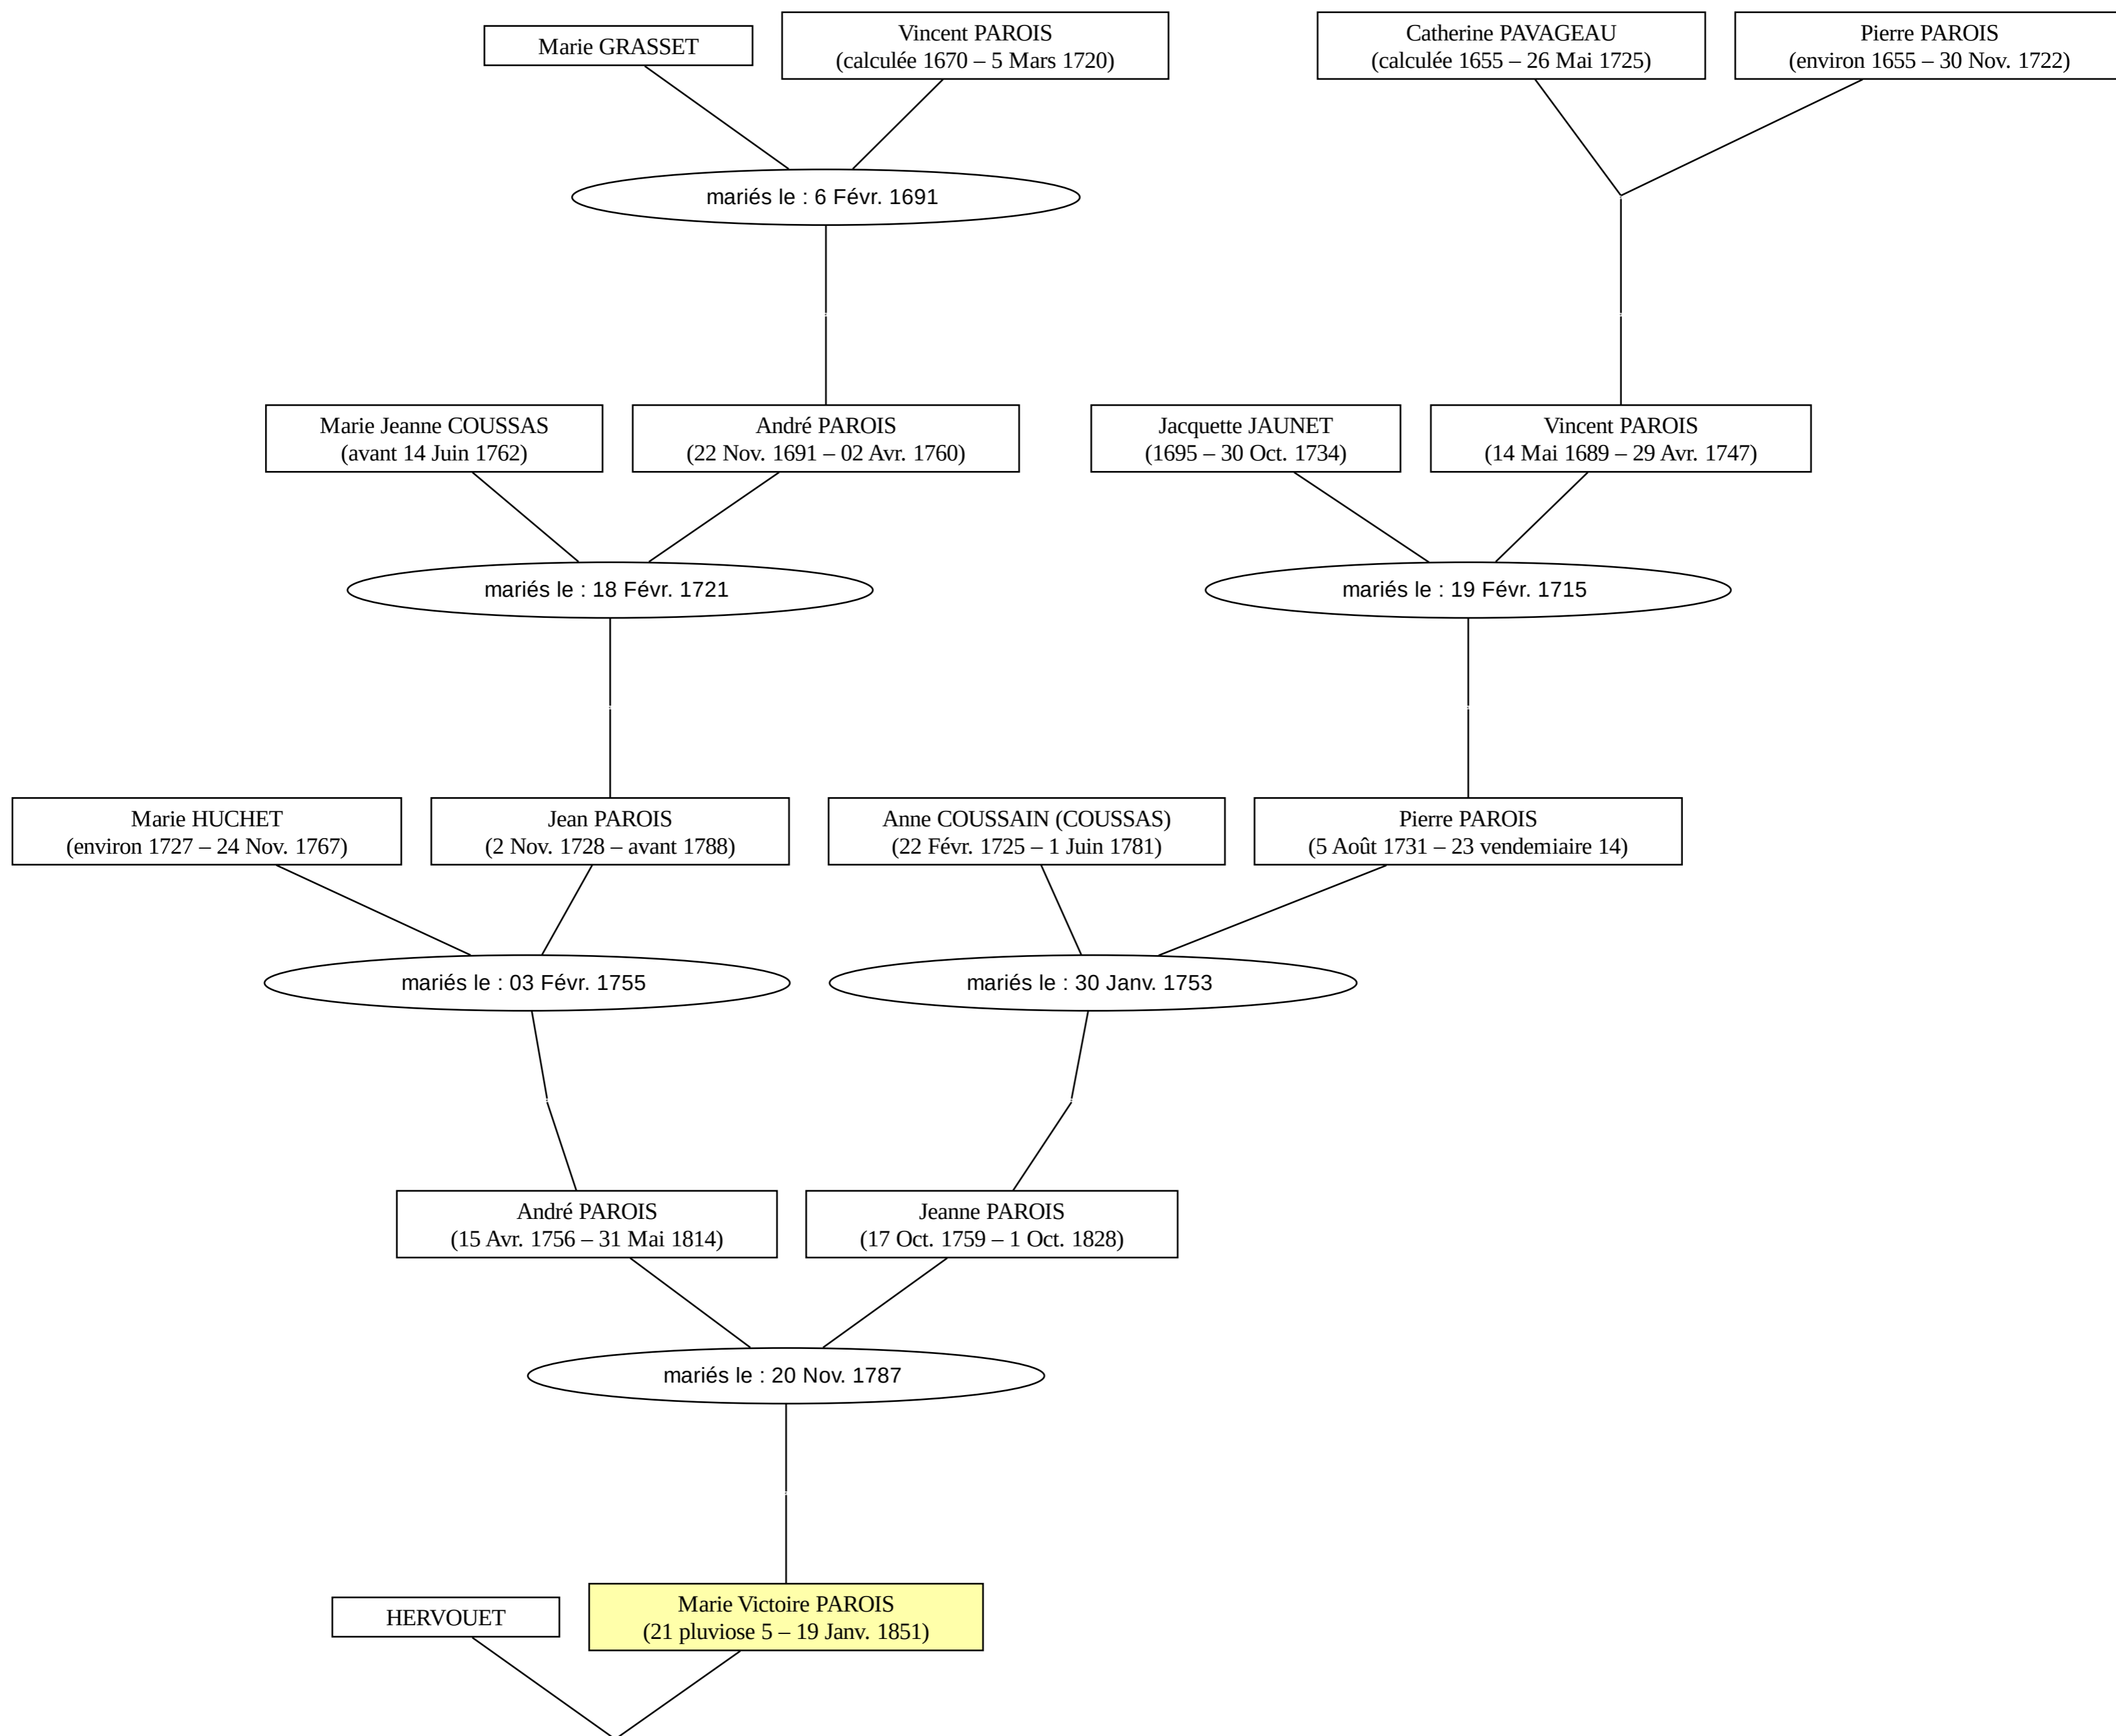 Marie GRASSET
Vincent PAROIS
(calculée 1670 – 5 Mars 1720)
Catherine PAVAGEAU
(calculée 1655 – 26 Mai 1725)
Pierre PAROIS
(environ 1655 – 30 Nov. 1722)
mariés le : 6 Févr. 1691
Marie Jeanne COUSSAS
(avant 14 Juin 1762)
André PAROIS
(22 Nov. 1691 – 02 Avr. 1760)
Jacquette JAUNET
(1695 – 30 Oct. 1734)
Vincent PAROIS
(14 Mai 1689 – 29 Avr. 1747)
mariés le : 18 Févr. 1721
mariés le : 19 Févr. 1715
Marie HUCHET
(environ 1727 – 24 Nov. 1767)
Jean PAROIS
(2 Nov. 1728 – avant 1788)
Anne COUSSAIN (COUSSAS)
(22 Févr. 1725 – 1 Juin 1781)
Pierre PAROIS
(5 Août 1731 – 23 vendemiaire 14)
mariés le : 03 Févr. 1755
mariés le : 30 Janv. 1753
André PAROIS
(15 Avr. 1756 – 31 Mai 1814)
Jeanne PAROIS
(17 Oct. 1759 – 1 Oct. 1828)
mariés le : 20 Nov. 1787
HERVOUET
Marie Victoire PAROIS
(21 pluviose 5 – 19 Janv. 1851)